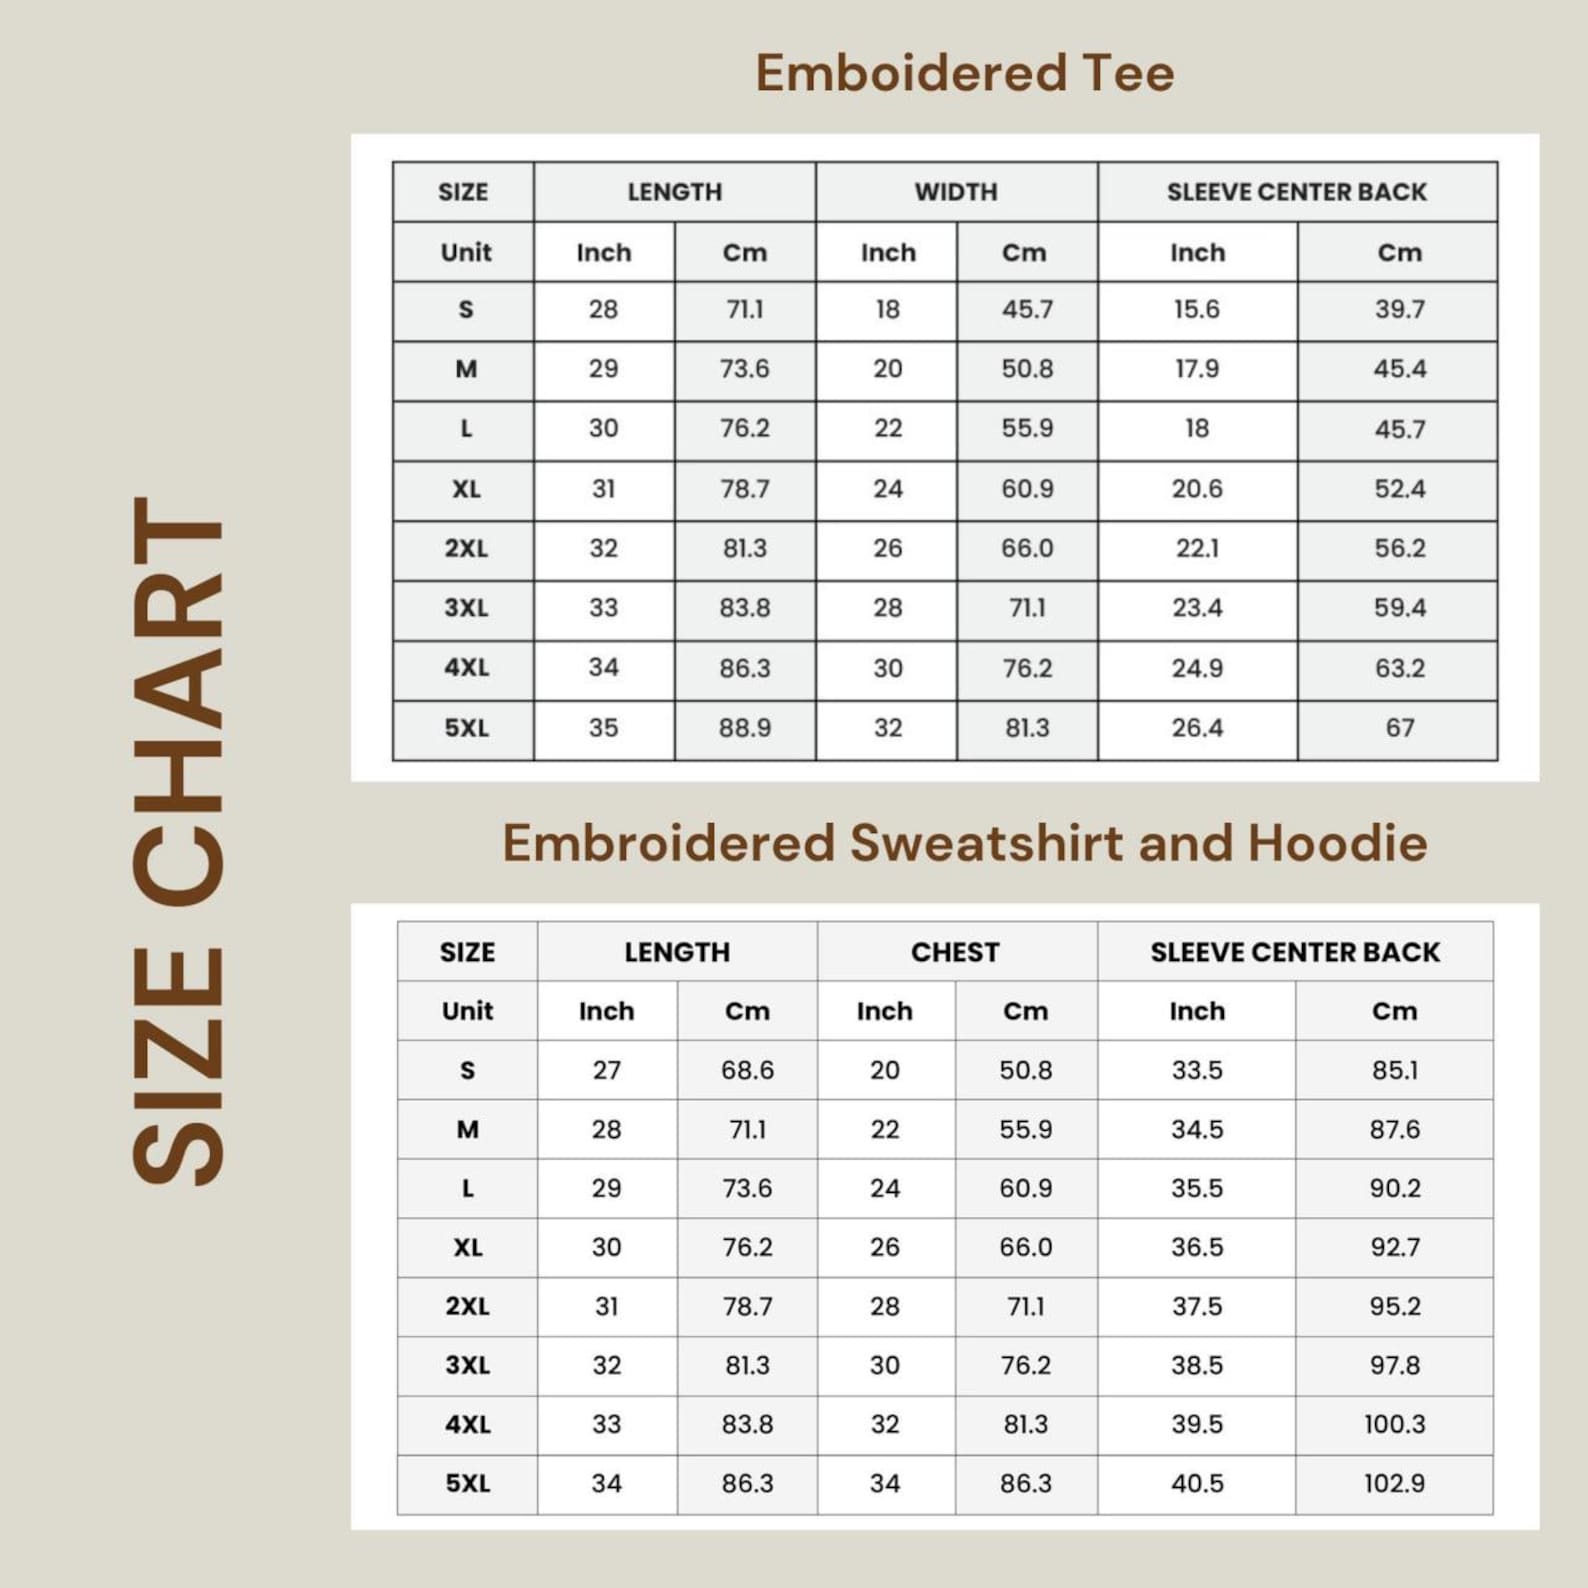 SIZE CHART
Emboidered Tee
SIZE LENGTH WIDTH SLEEVE CENTER BACK
Unit Inch Cm Inch Cm Inch Cm
S 28 71.1 18 45.7 15.6 39.7
M 29 73.6 20 50.8 17.9 45.4
L 30 76.2 22 55.9 18 45.7
XL 31 78.7 24 60.9 20.6 52.4
2XL 32 81.3 26 66.0 22.1 56.2
3XL 33 83.8 28 71.1 23.4 59.4
4XL 34 86.3 30 76.2 24.9 63.2
5XL 35 88.9 32 81.3 26.4 67
Embroidered Sweatshirt and Hoodie
SIZE LENGTH CHEST SLEEVE CENTER BACK
Unit Inch Cm Inch Cm Inch Cm
S 27 68.6 20 50.8 33.5 85.1
M 28 71.1 22 55.9 34.5 87.6
L 29 73.6 24 60.9 35.5 90.2
XL 30 76.2 26 66.0 36.5 92.7
2XL 31 78.7 28 71.1 37.5 95.2
3XL 32 81.3 30 76.2 38.5 97.8
4XL 33 83.8 32 81.3 39.5 100.3
5XL 34 86.3 34 86.3 40.5 102.9